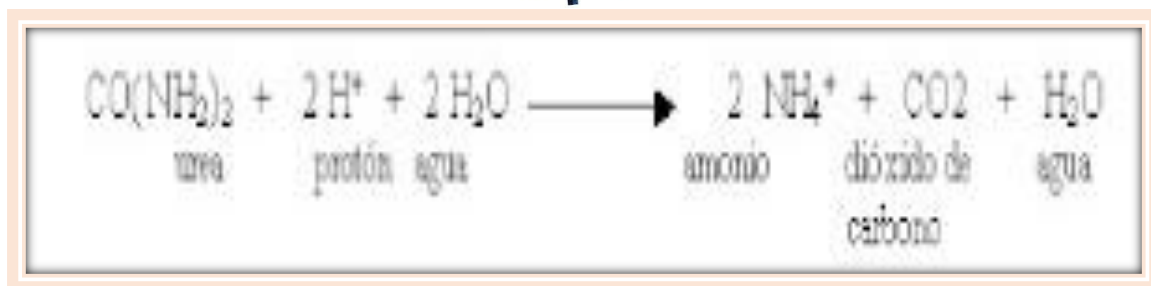 CO(NH₂)₂ + 2 H⁺ + 2 H₂O ⟶ 2 NH₄⁺ + CO2 + H₂O
urea protón agua amonio dióxido de agua
carbono